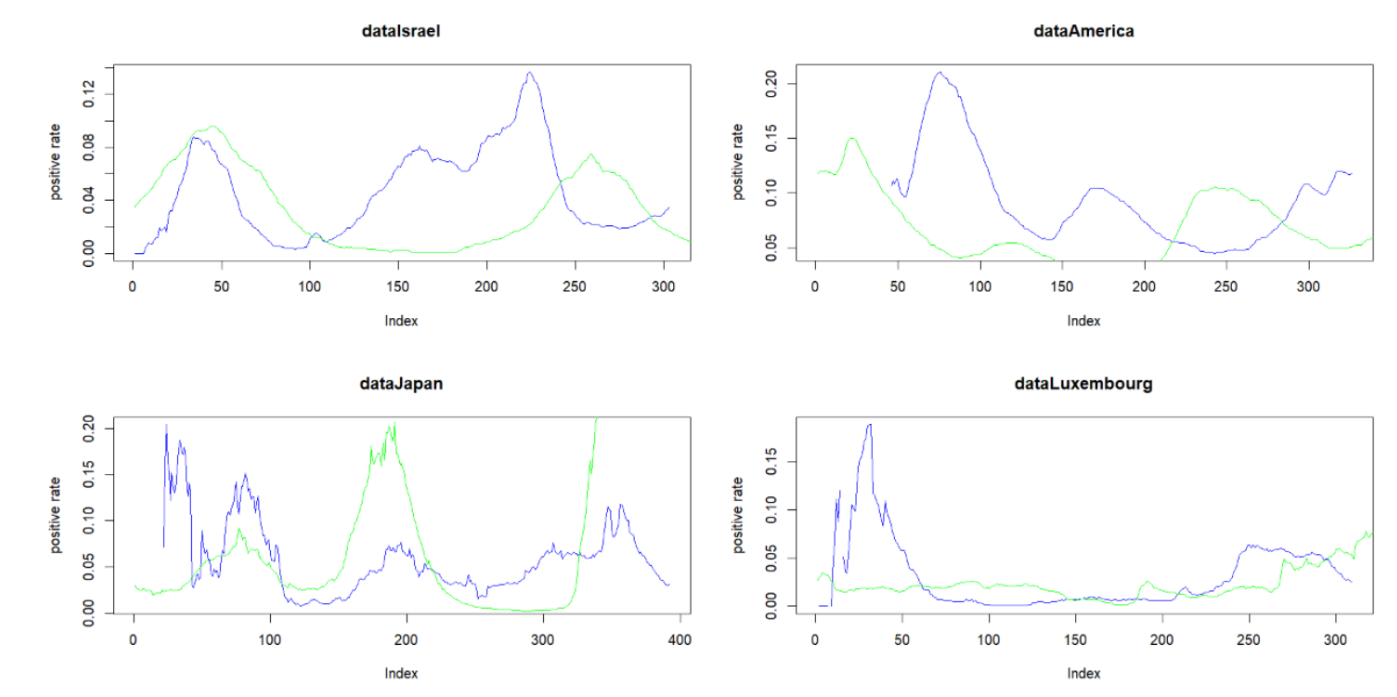 dataIsrael
positive rate
0.00 0.04 0.08 0.12
0 50 100 150 200 250 300
Index
dataAmerica
positive rate
0.05 0.10 0.15 0.20
0 50 100 150 200 250 300
Index
dataJapan
positive rate
0.00 0.05 0.10 0.15 0.20
0 100 200 300 400
Index
dataLuxembourg
positive rate
0.00 0.05 0.10 0.15
0 50 100 150 200 250 300
Index